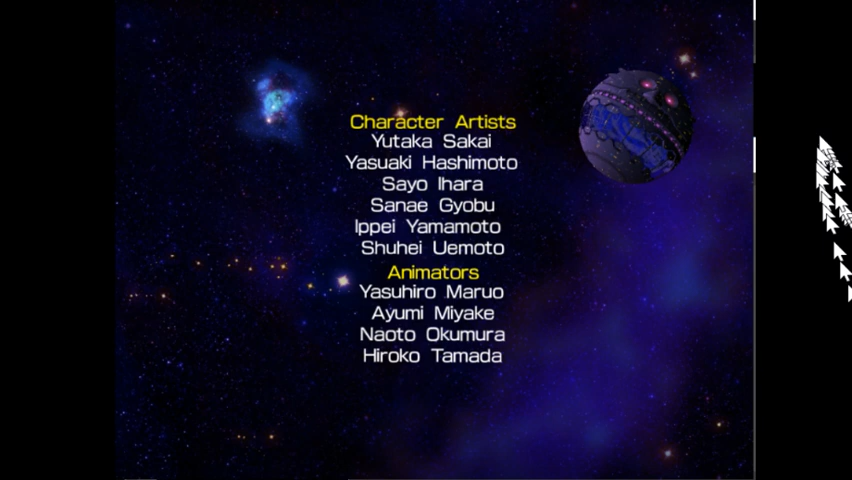 Character Artists
Yutaka Sakai
Yasuaki Hashimoto
Sayo Ihara
Sanae Gyobu
Ippei Yamamoto
Shuhei Uemoto
Animators
Yasuhiro Maruo
Ayumi Miyake
Naoto Okumura
Hiroko Tamada